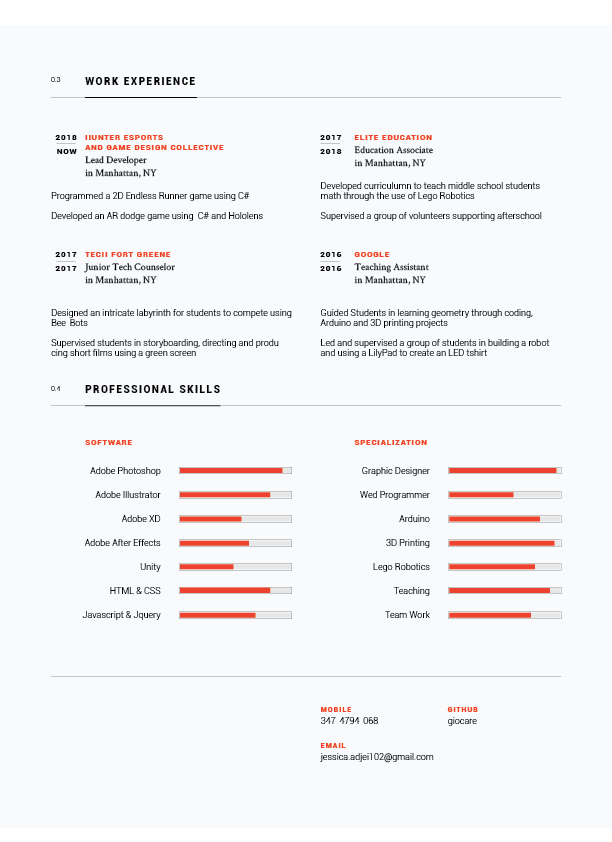 0.3 WORK EXPERIENCE
2018
NOW
HUNTER ESPORTS
AND GAME DESIGN COLLECTIVE
Lead Developer
in Manhattan, NY
Programmed a 2D Endless Runner game using C#
Developed an AR dodge game using C# and Hololens
2017
2018
ELITE EDUCATION
Education Associate
in Manhattan, NY
Developed curriculumn to teach middle school students
math through the use of Lego Robotics
Supervised a group of volunteers supporting afterschool
2017
2017
TECH FORT GREENE
Junior Tech Counselor
in Manhattan, NY
Designed an intricate labyrinth for students to compete using
Bee Bots
Supervised students in storyboarding, directing and produ
cing short films using a green screen
2016
2016
GOOGLE
Teaching Assistant
in Manhattan, NY
Guided Students in learning geometry through coding,
Arduino and 3D printing projects
Led and supervised a group of students in building a robot
and using a LilyPad to create an LED tshirt
0.4 PROFESSIONAL SKILLS
SOFTWARE
Adobe Photoshop
Adobe Illustrator
Adobe XD
Adobe After Effects
Unity
HTML & CSS
Javascript & Jquery
SPECIALIZATION
Graphic Designer
Wed Programmer
Arduino
3D Printing
Lego Robotics
Teaching
Team Work
MOBILE
347 4794 068
GITHUB
giocare
EMAIL
jessica.adjei102@gmail.com